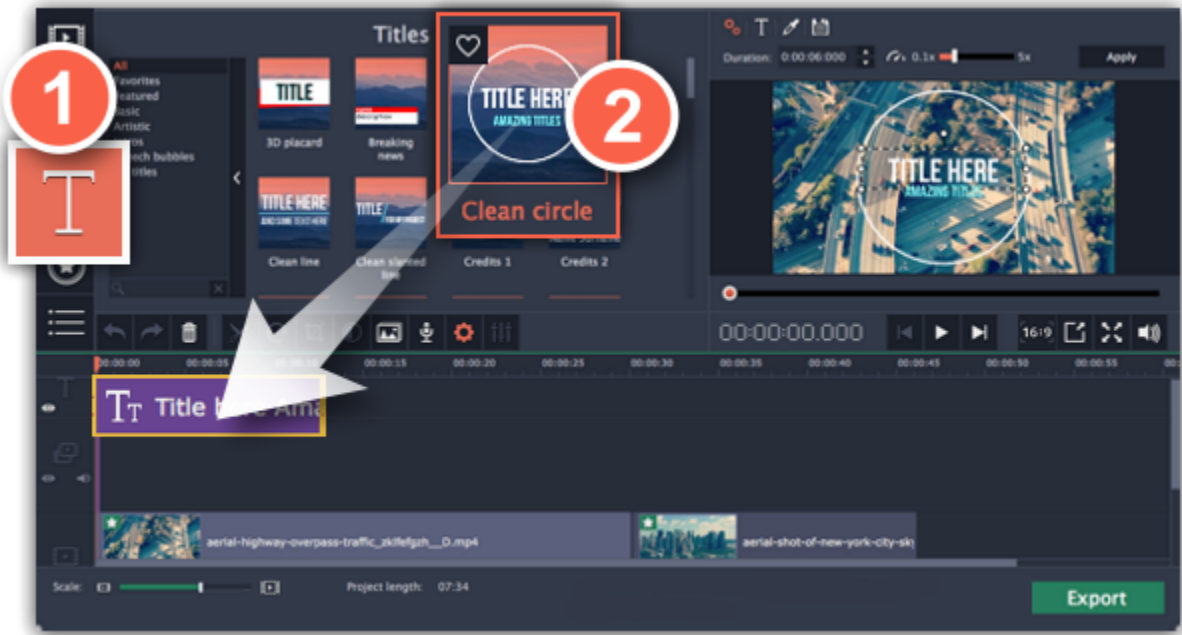 Titles
1
T
All
Favorites
Featured
Basic
Artistic
TITLE
3D placard
Breaking
news
TITLE HERE
AMAZING TITLES
2
Clean circle
TITLE HERE
AND SOME TEXT HERE
Clean line
TITLE
Clean slanted
line
Credits 1
Credits 2
T
Duration: 0:00:06:000
0.1x
5x
Apply
TITLE HERE
AMAZING TITLES
00:00:00.000
16:9
00:00:00
00:00:05
00:00:15
00:00:20
00:00:25
00:00:30
00:00:35
00:00:40
00:00:45
00:00:50
00:00:55
T
TT Title here Ama
aerial-highway-overpass-traffic_zklfefgzh__D.mp4
aerial-shot-of-new-york-city-sky
Scale:
Project length: 07:34
Export